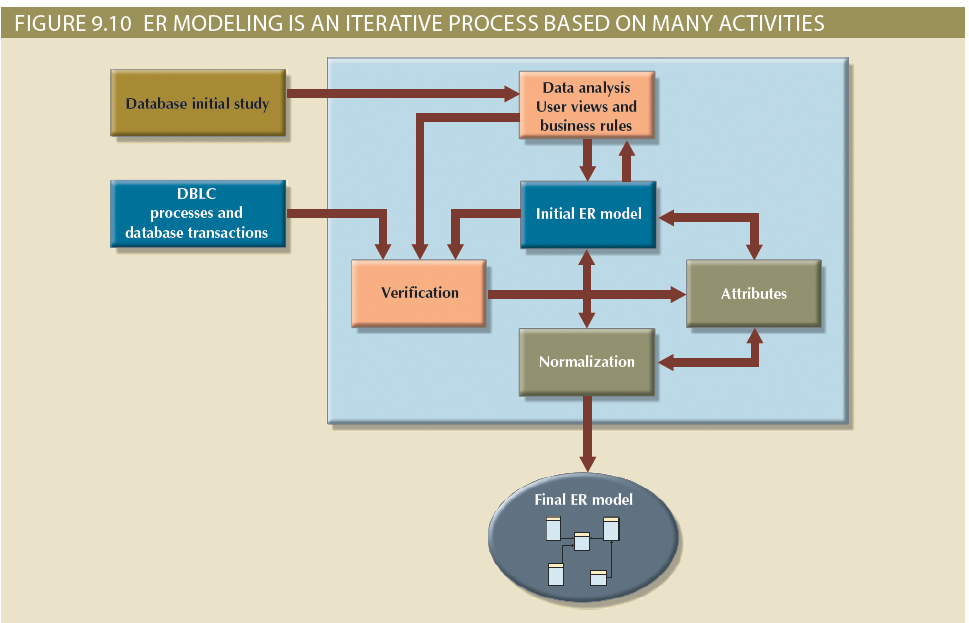 FIGURE 9.10 ER MODELING IS AN ITERATIVE PROCESS BASED ON MANY ACTIVITIES
Database initial study
Data analysis
User views and
business rules
DBLC
processes and
database transactions
Initial ER model
Verification
Attributes
Normalization
Final ER model